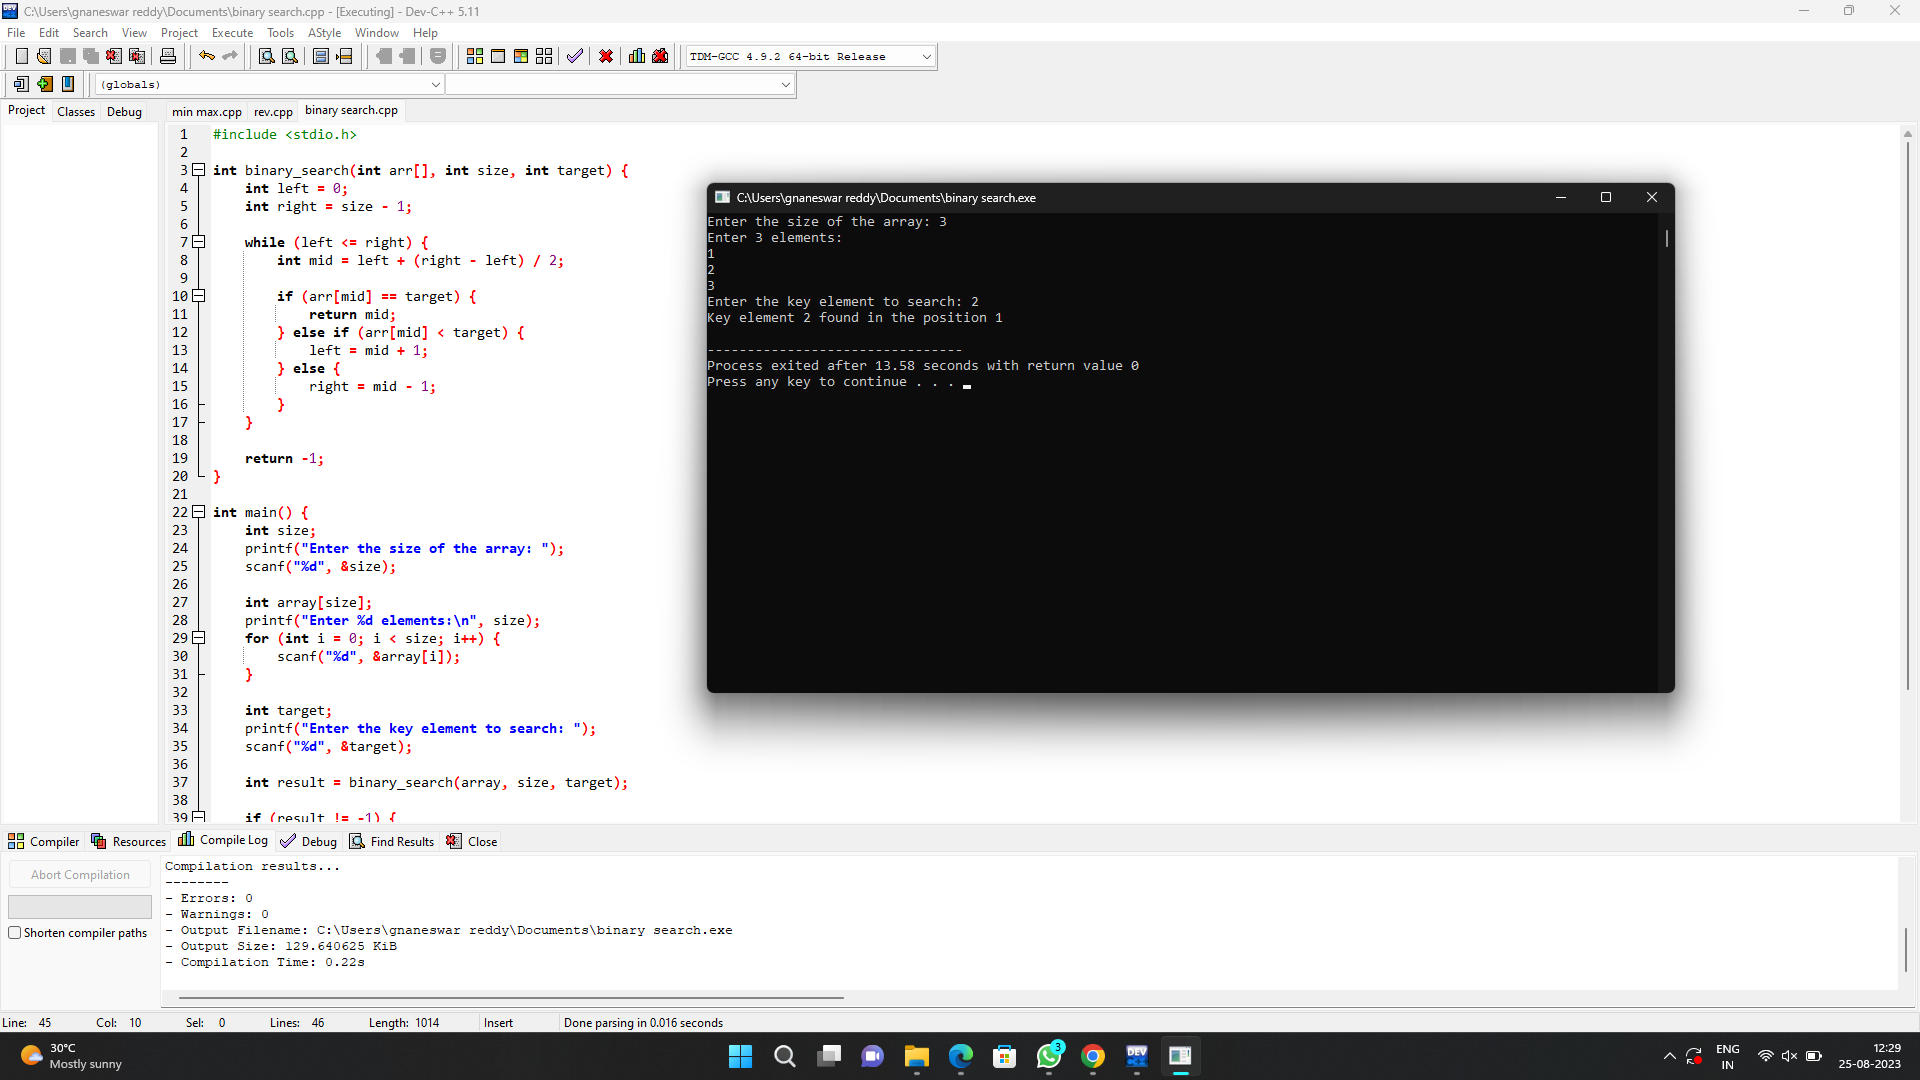 C:\Users\gnaneswar reddy\Documents\binary search.cpp - [Executing] - Dev-C++ 5.11
File Edit Search View Project Execute Tools AStyle Window Help
TDM-GCC 4.9.2 64-bit Release
(globals)
Project Classes Debug
min max.cpp rev.cpp binary search.cpp
1 #include <stdio.h>
2
3 int binary_search(int arr[], int size, int target) {
4 int left = 0;
5 int right = size - 1;
6
7 while (left <= right) {
8 int mid = left + (right - left) / 2;
9
10 if (arr[mid] == target) {
11 return mid;
12 } else if (arr[mid] < target) {
13 left = mid + 1;
14 } else {
15 right = mid - 1;
16 }
17 }
18
19 return -1;
20 }
21
22 int main() {
23 int size;
24 printf("Enter the size of the array: ");
25 scanf("%d", &size);
26
27 int array[size];
28 printf("Enter %d elements:\n", size);
29 for (int i = 0; i < size; i++) {
30 scanf("%d", &array[i]);
31 }
32
33 int target;
34 printf("Enter the key element to search: ");
35 scanf("%d", &target);
36
37 int result = binary_search(array, size, target);
38
39 if (result != -1) {
C:\Users\gnaneswar reddy\Documents\binary search.exe
Enter the size of the array: 3
Enter 3 elements:
1
2
3
Enter the key element to search: 2
Key element 2 found in the position 1
--------------------------------
Process exited after 13.58 seconds with return value 0
Press any key to continue . . .
Compiler Resources Compile Log Debug Find Results Close
Abort Compilation
Shorten compiler paths
Compilation results...
--------
- Errors: 0
- Warnings: 0
- Output Filename: C:\Users\gnaneswar reddy\Documents\binary search.exe
- Output Size: 129.640625 KiB
- Compilation Time: 0.22s
Line: 45 Col: 10 Sel: 0 Lines: 46 Length: 1014 Insert Done parsing in 0.016 seconds
30°C
Mostly sunny
DEV
3
ENG
IN
12:29
25-08-2023